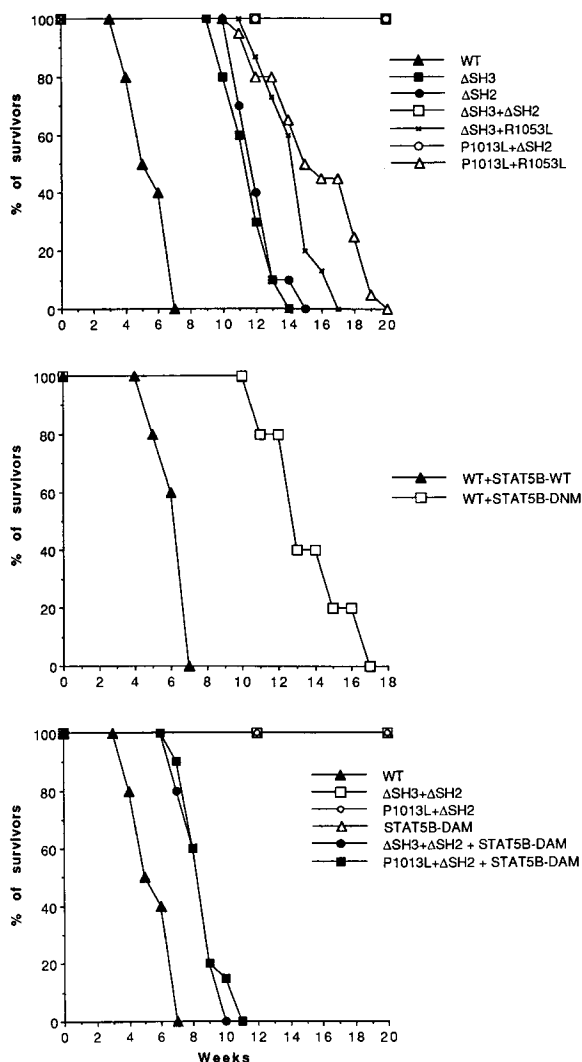 % of survivors
100
80
60
40
20
0
0 2 4 6 8 10 12 14 16 18 20
WT
ΔSH3
ΔSH2
ΔSH3+ΔSH2
ΔSH3+R1053L
P1013L+ΔSH2
P1013L+R1053L
% of survivors
100
80
60
40
20
0
0 2 4 6 8 10 12 14 16 18
WT+STAT5B-WT
WT+STAT5B-DNM
% of survivors
100
80
60
40
20
0
0 2 4 6 8 10 12 14 16 18 20
Weeks
WT
ΔSH3+ΔSH2
P1013L+ΔSH2
STAT5B-DAM
ΔSH3+ΔSH2 + STAT5B-DAM
P1013L+ΔSH2 + STAT5B-DAM